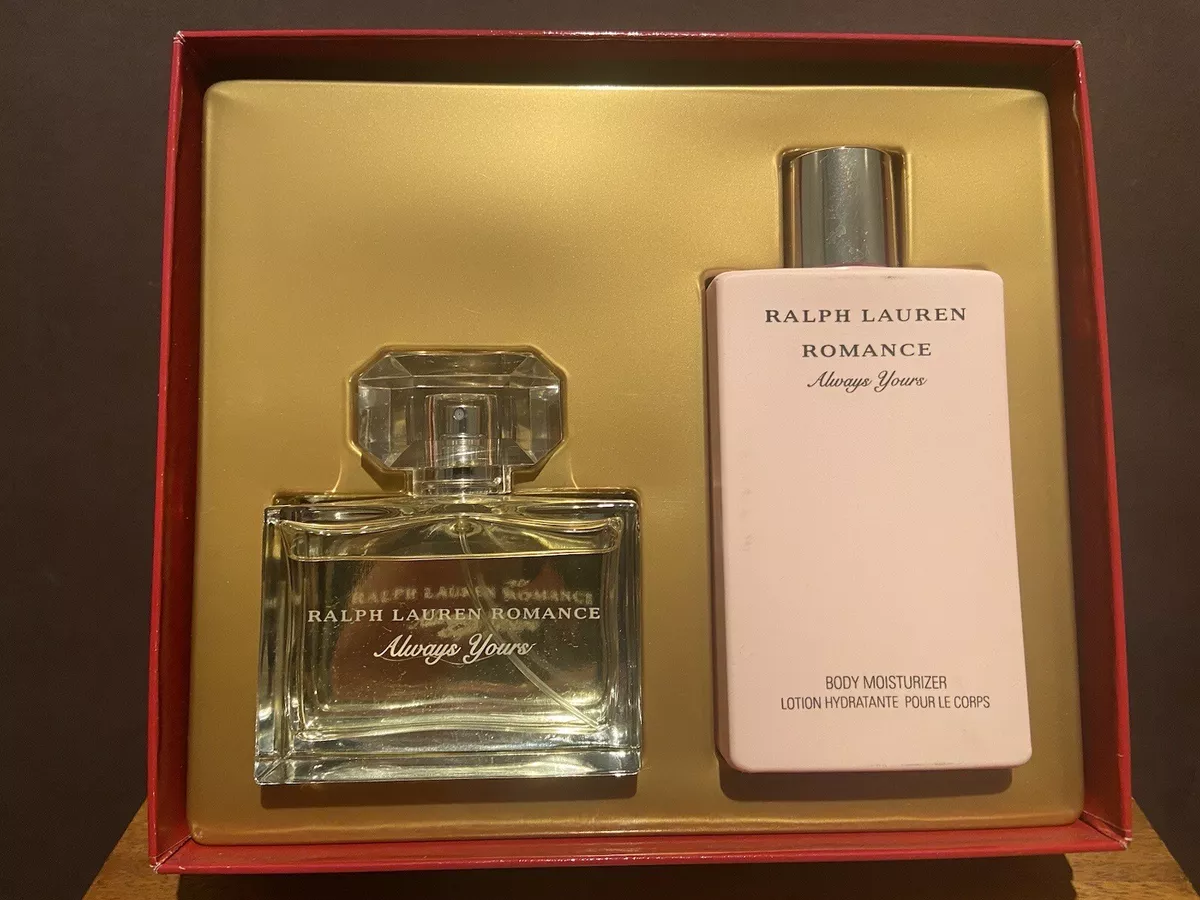 RALPH LAUREN ROMANCE
Always Yours
RALPH LAUREN
ROMANCE
Always Yours
BODY MOISTURIZER
LOTION HYDRATANTE POUR LE CORPS